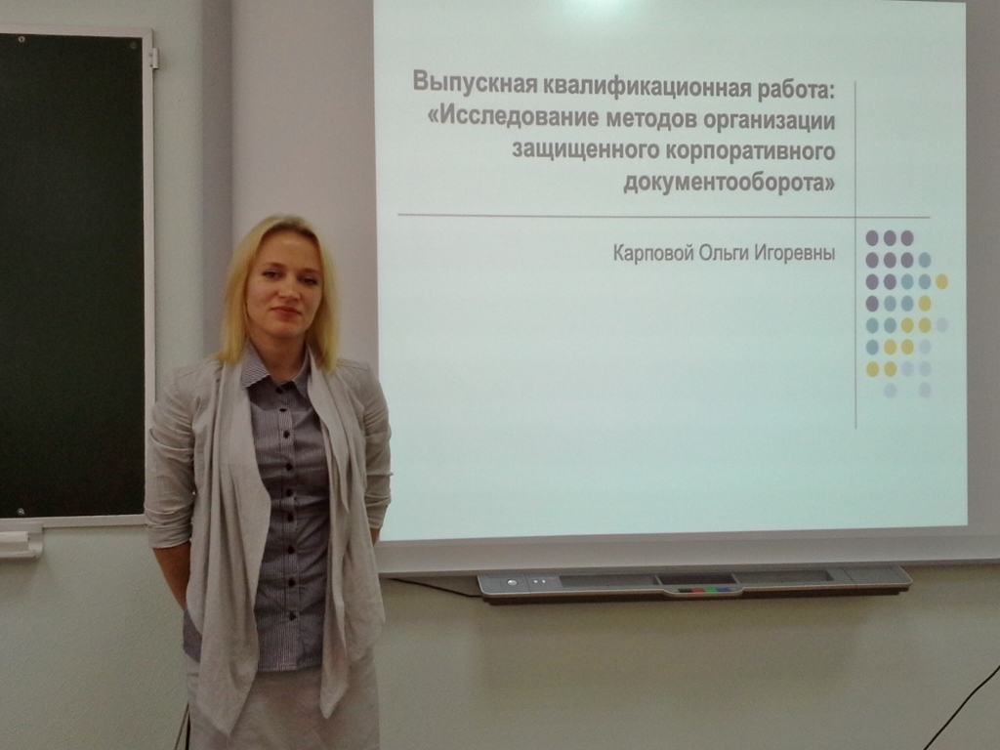 Выпускная квалификационная работа:
«Исследование методов организации
защищенного корпоративного
документооборота»
Карповой Ольги Игоревны